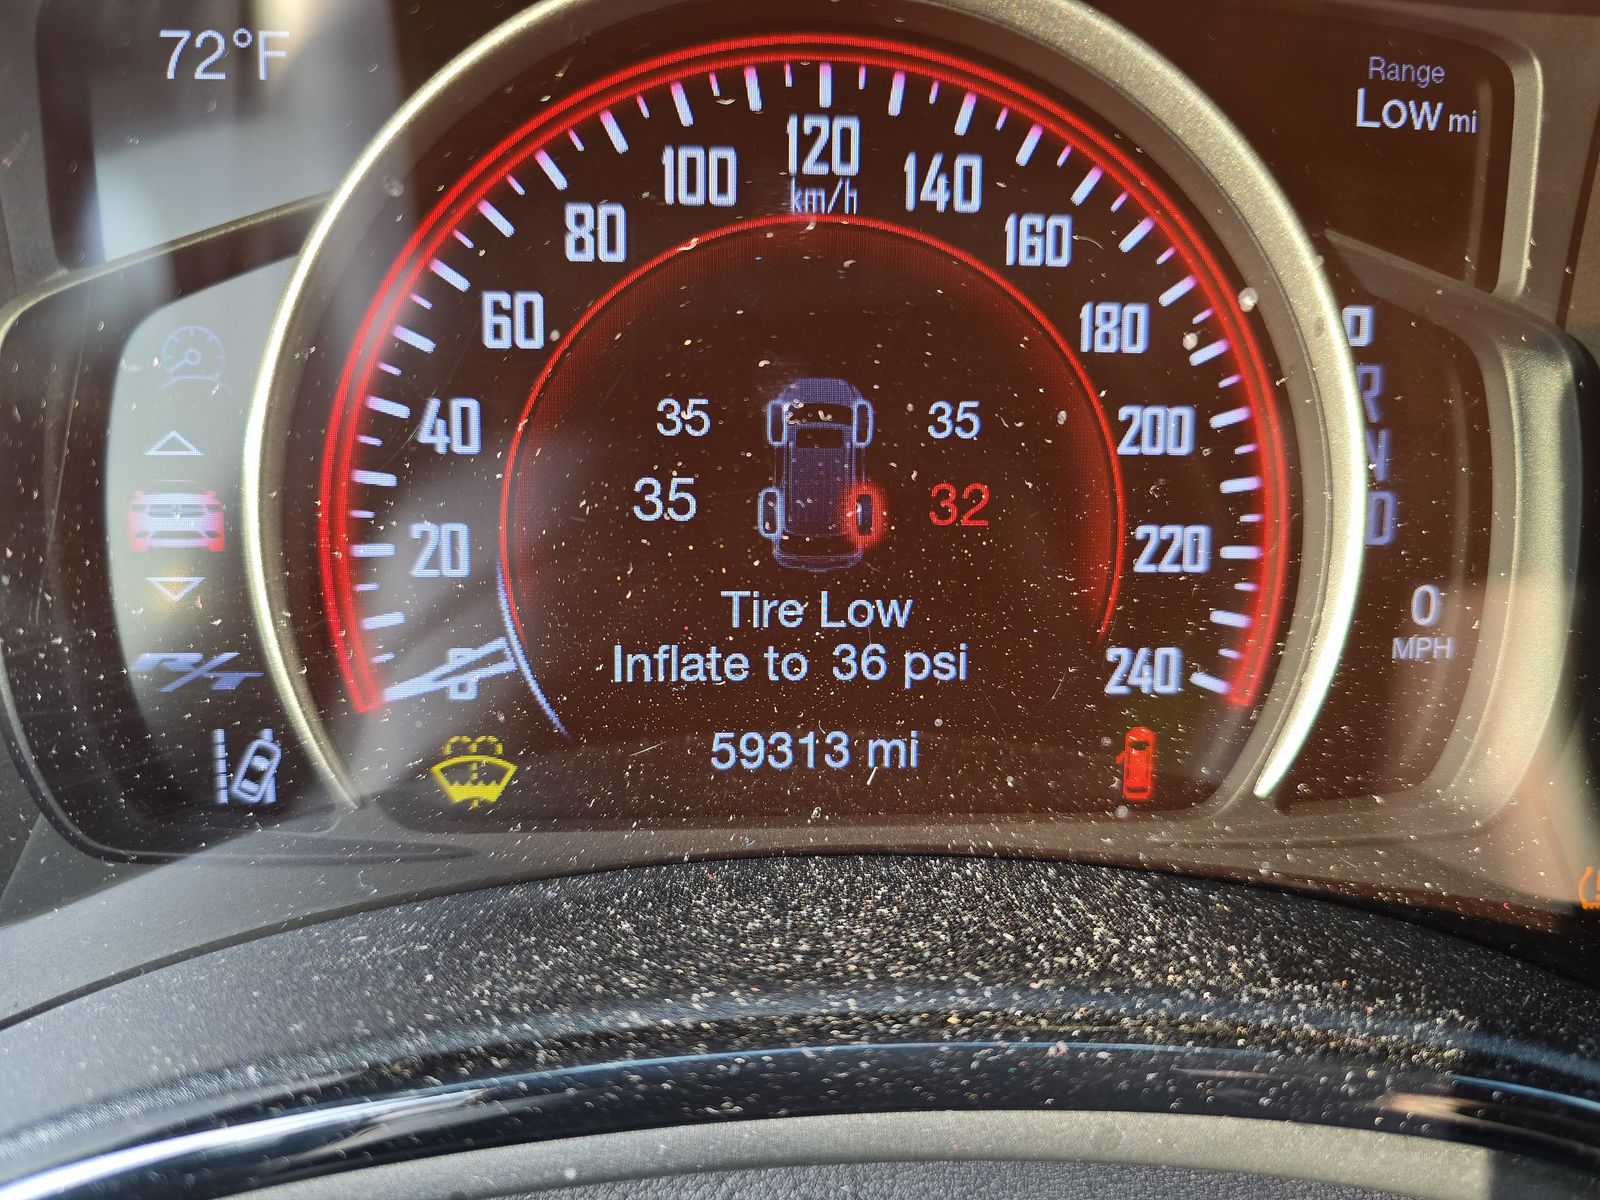 72°F
Range
Low mi
0
20
40
60
80
100
120
km/h
140
160
180
200
220
240
35 35
35 32
Tire Low
Inflate to 36 psi
59313 mi
R/T
P
R
N
D
0
MPH